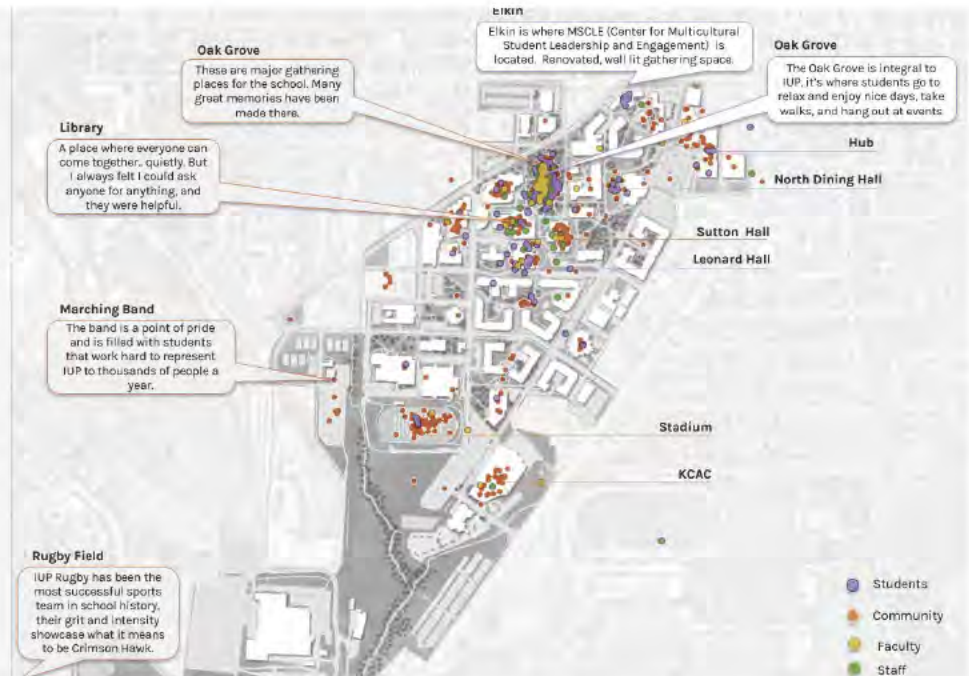 Elkin
Elkin is where MSCLE (Center for Multicultural
Student Leadership and Engagement) is
located. Renovated, well lit gathering space.
Oak Grove
These are major gathering
places for the school. Many
great memories have been
made there.
Oak Grove
The Oak Grove is integral to
IUP, it's where students go to
relax and enjoy nice days, take
walks, and hang out at events
Library
A place where everyone can
come together.. quietly. But
I always felt I could ask
anyone for anything, and
they were helpful.
Hub
North Dining Hall
Sutton Hall
Leonard Hall
Marching Band
The band is a point of pride
and is filled with students
that work hard to represent
IUP to thousands of people a
year.
Stadium
KCAC
Rugby Field
IUP Rugby has been the
most successful sports
team in school history,
their grit and intensity
showcase what it means
to be Crimson Hawk.
Students
Community
Faculty
Staff